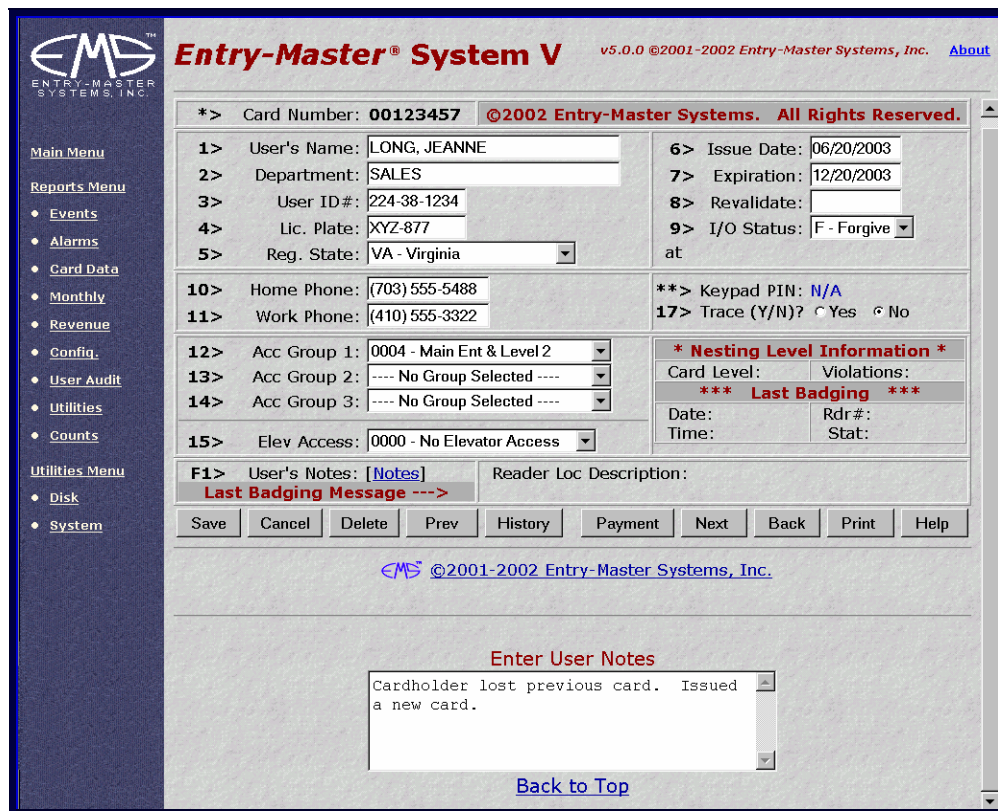 EMS™
ENTRY-MASTER
SYSTEMS, INC.
Entry-Master® System V v5.0.0 ©2001-2002 Entry-Master Systems, Inc. About
Main Menu
Reports Menu
Events
Alarms
Card Data
Monthly
Revenue
Config.
User Audit
Utilities
Counts
Utilities Menu
Disk
System
*> Card Number: 00123457 ©2002 Entry-Master Systems. All Rights Reserved.
1> User's Name: LONG, JEANNE
2> Department: SALES
3> User ID#: 224-38-1234
4> Lic. Plate: XYZ-877
5> Reg. State: VA - Virginia
6> Issue Date: 06/20/2003
7> Expiration: 12/20/2003
8> Revalidate:
9> I/O Status: F - Forgive
at
10> Home Phone: (703) 555-5488
11> Work Phone: (410) 555-3322
**> Keypad PIN: N/A
17> Trace (Y/N)? Yes No
12> Acc Group 1: 0004 - Main Ent & Level 2
13> Acc Group 2: ---- No Group Selected ----
14> Acc Group 3: ---- No Group Selected ----
15> Elev Access: 0000 - No Elevator Access
* Nesting Level Information *
Card Level: Violations:
*** Last Badging ***
Date: Rdr#:
Time: Stat:
F1> User's Notes: [Notes] Reader Loc Description:
Last Badging Message --->
Save Cancel Delete Prev History Payment Next Back Print Help
EMS™ ©2001-2002 Entry-Master Systems, Inc.
Enter User Notes
Cardholder lost previous card. Issued
a new card.
Back to Top